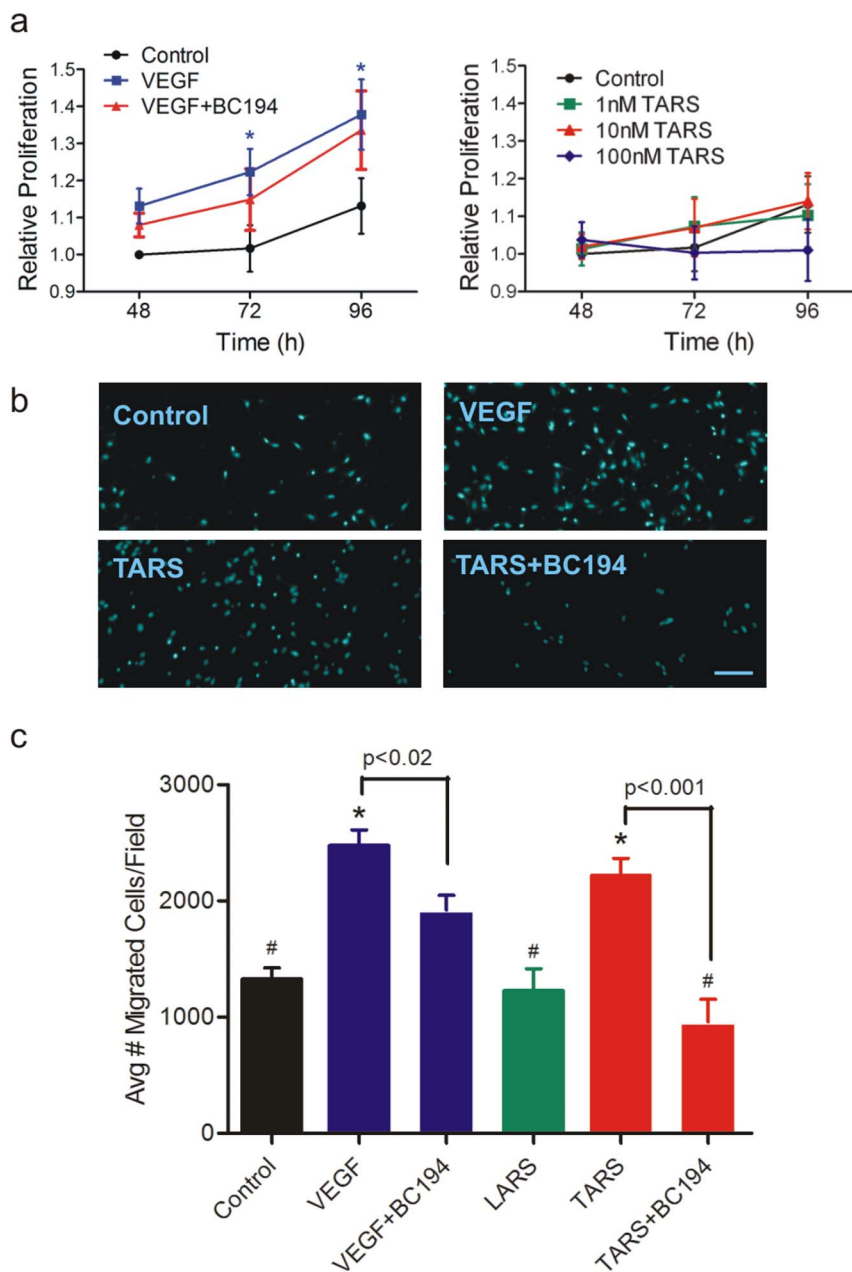 a
Control
VEGF
VEGF+BC194
*
*
1.5
1.4
1.3
1.2
1.1
1.0
0.9
Relative Proliferation
48
72
96
Time (h)
Control
1nM TARS
10nM TARS
100nM TARS
1.5
1.4
1.3
1.2
1.1
1.0
0.9
Relative Proliferation
48
72
96
Time (h)
b
Control
VEGF
TARS
TARS+BC194
c
p<0.02
p<0.001
*
*
#
#
#
3000
2000
1000
0
Avg # Migrated Cells/Field
Control
VEGF
VEGF+BC194
LARS
TARS
TARS+BC194